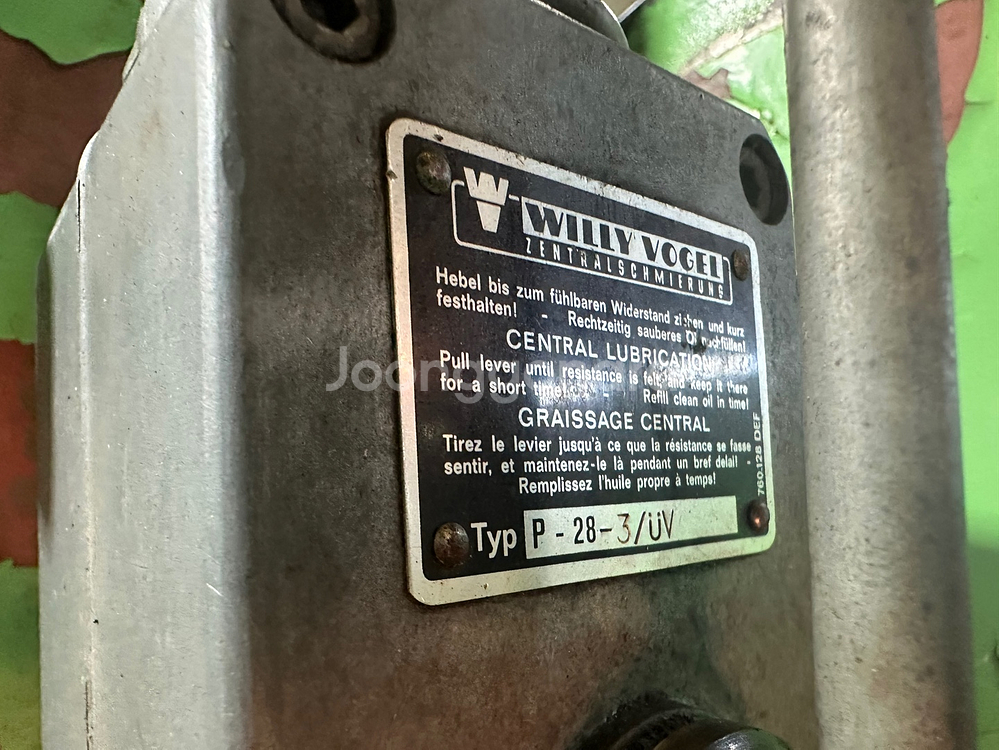 WILLY VOGEL
ZENTRALSCHMIERUNG
Hebel bis zum fühlbaren Widerstand ziehen und kurz
festhalten! - Rechtzeitig sauberes Öl nachfüllen!
CENTRAL LUBRICATION
Pull lever until resistance is felt and keep it there
for a short time! - Refill clean oil in time!
GRAISSAGE CENTRAL
Tirez le levier jusqu'à ce que la résistance se fasse
sentir, et maintenez-le là pendant un bref delai! -
Remplissez l'huile propre à temps!
760.128 DEF
Typ P - 28-3/ÜV